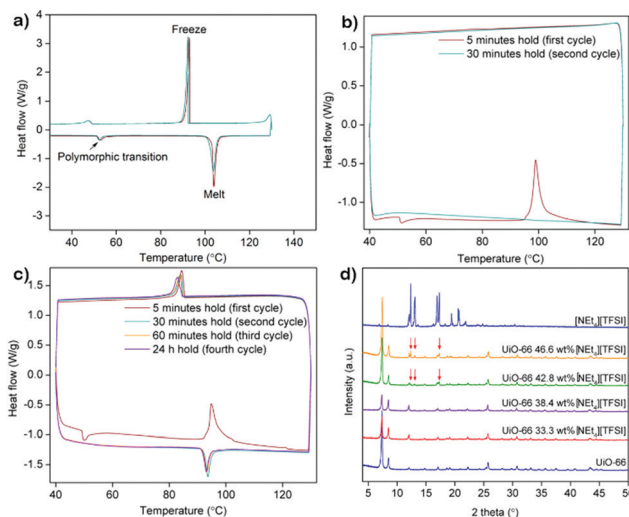 a)
Freeze
Heat flow (W/g)
3
2
1
0
-1
-2
-3
Polymorphic transition
Melt
40 60 80 100 120 140
Temperature (°C)
b)
5 minutes hold (first cycle)
30 minutes hold (second cycle)
Heat flow (W/g)
1.0
0.5
0.0
-0.5
-1.0
40 60 80 100 120
Temperature (°C)
c)
5 minutes hold (first cycle)
30 minutes hold (second cycle)
60 minutes hold (third cycle)
24 h hold (fourth cycle)
Heat flow (W/g)
1.5
1.0
0.5
0.0
-0.5
-1.0
-1.5
40 60 80 100 120
Temperature (°C)
d)
Intensity (a.u.)
[NEt₄][TFSI]
UiO-66 46.6 wt% [NEt₄][TFSI]
UiO-66 42.8 wt% [NEt₄][TFSI]
UiO-66 38.4 wt% [NEt₄][TFSI]
UiO-66 33.3 wt% [NEt₄][TFSI]
UiO-66
5 10 15 20 25 30 35 40 45 50
2 theta (°)